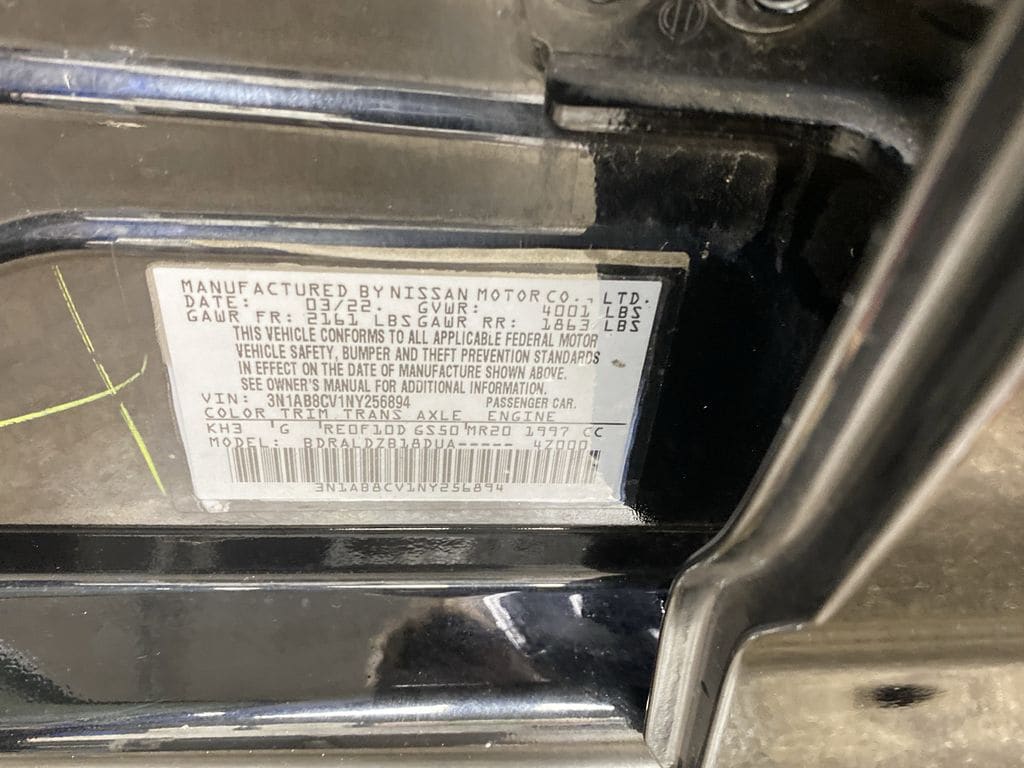 MANUFACTURED BY NISSAN MOTOR CO., LTD.
DATE: 03/22. GVWR: 4001 LBS
GAWR FR: 2161 LBS GAWR RR: 1863 LBS
THIS VEHICLE CONFORMS TO ALL APPLICABLE FEDERAL MOTOR
VEHICLE SAFETY, BUMPER AND THEFT PREVENTION STANDARDS
IN EFFECT ON THE DATE OF MANUFACTURE SHOWN ABOVE.
SEE OWNER'S MANUAL FOR ADDITIONAL INFORMATION.
VIN: 3N1AB8CV1NY256894 PASSENGER CAR.
COLOR TRIM TRANS AXLE ENGINE
KH3 G RE0F10D GS50 MR20 1997 CC
MODEL: BDRALDZB18DUA----- 47000
3N1AB8CV1NY256894